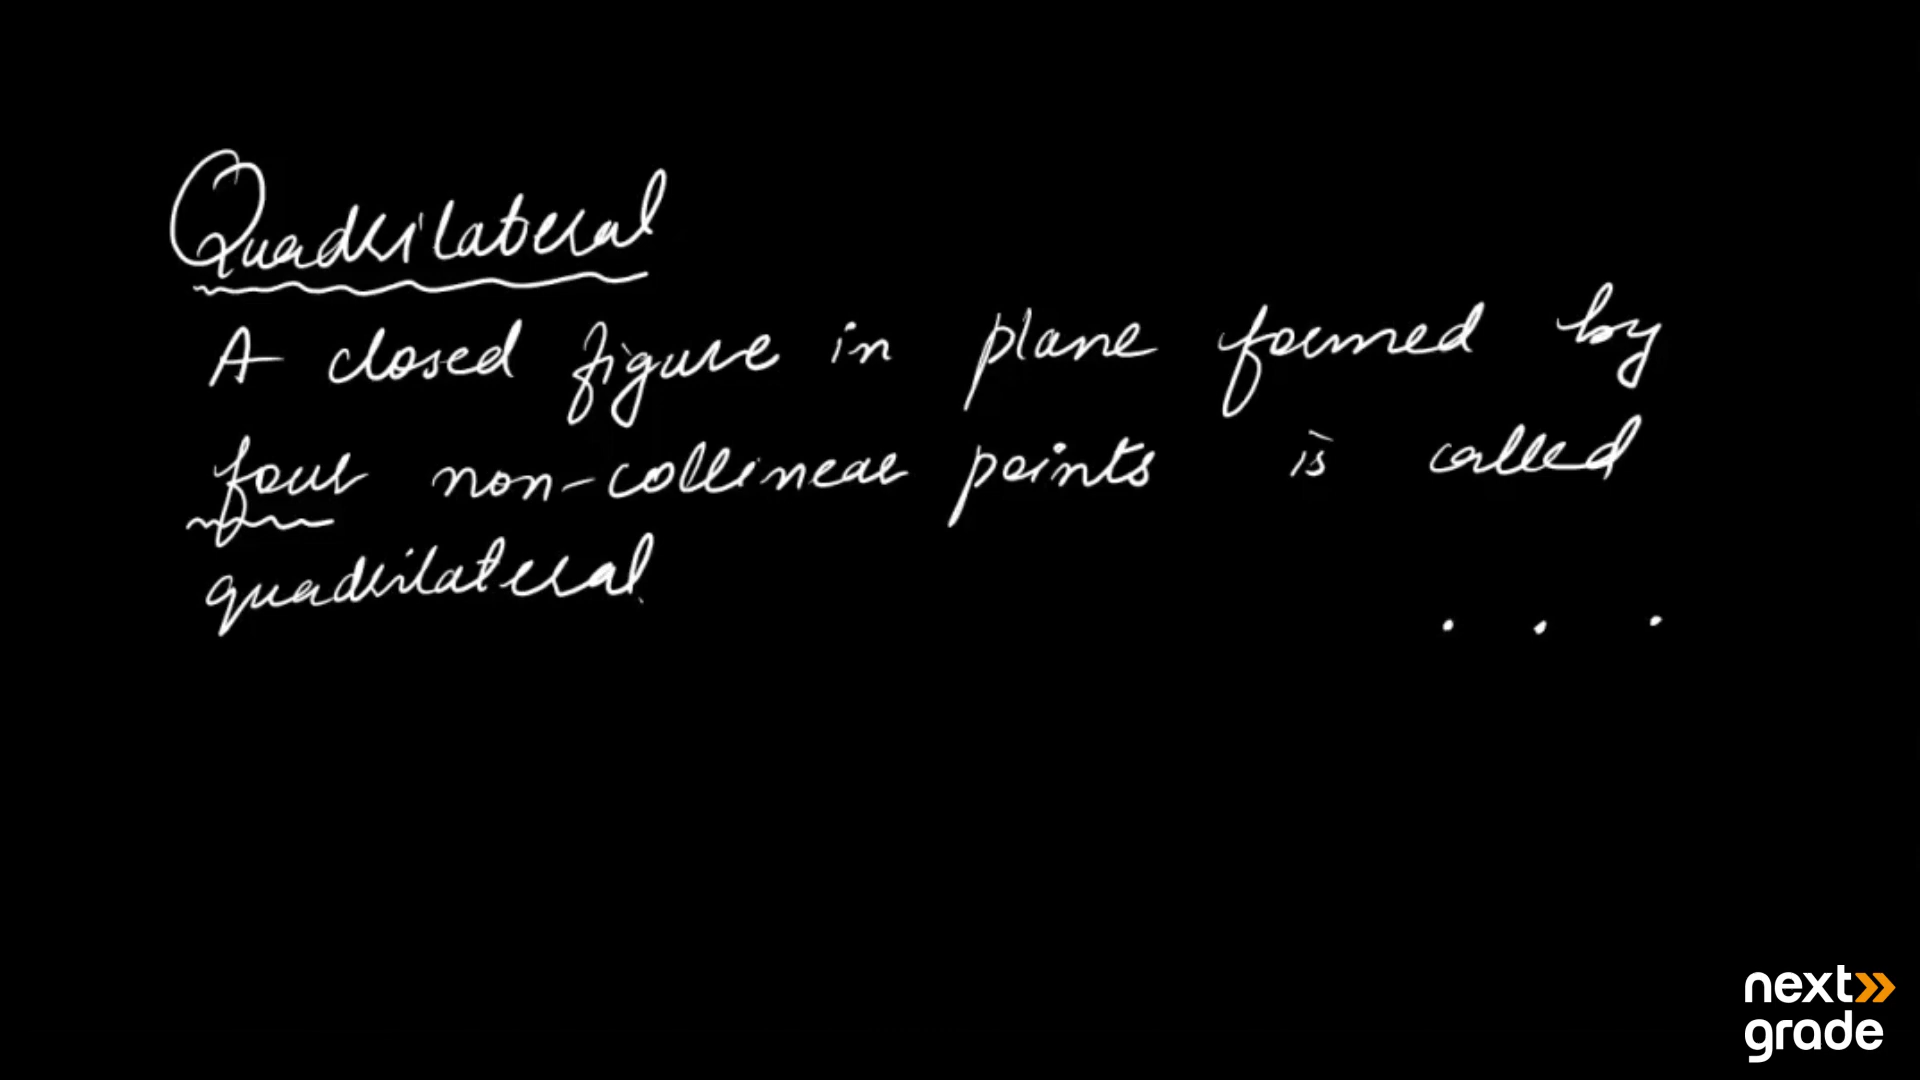 Quadrilateral
A closed figure in plane formed by
four non-collinear points is called
quadrilateral.
. . .
next
grade